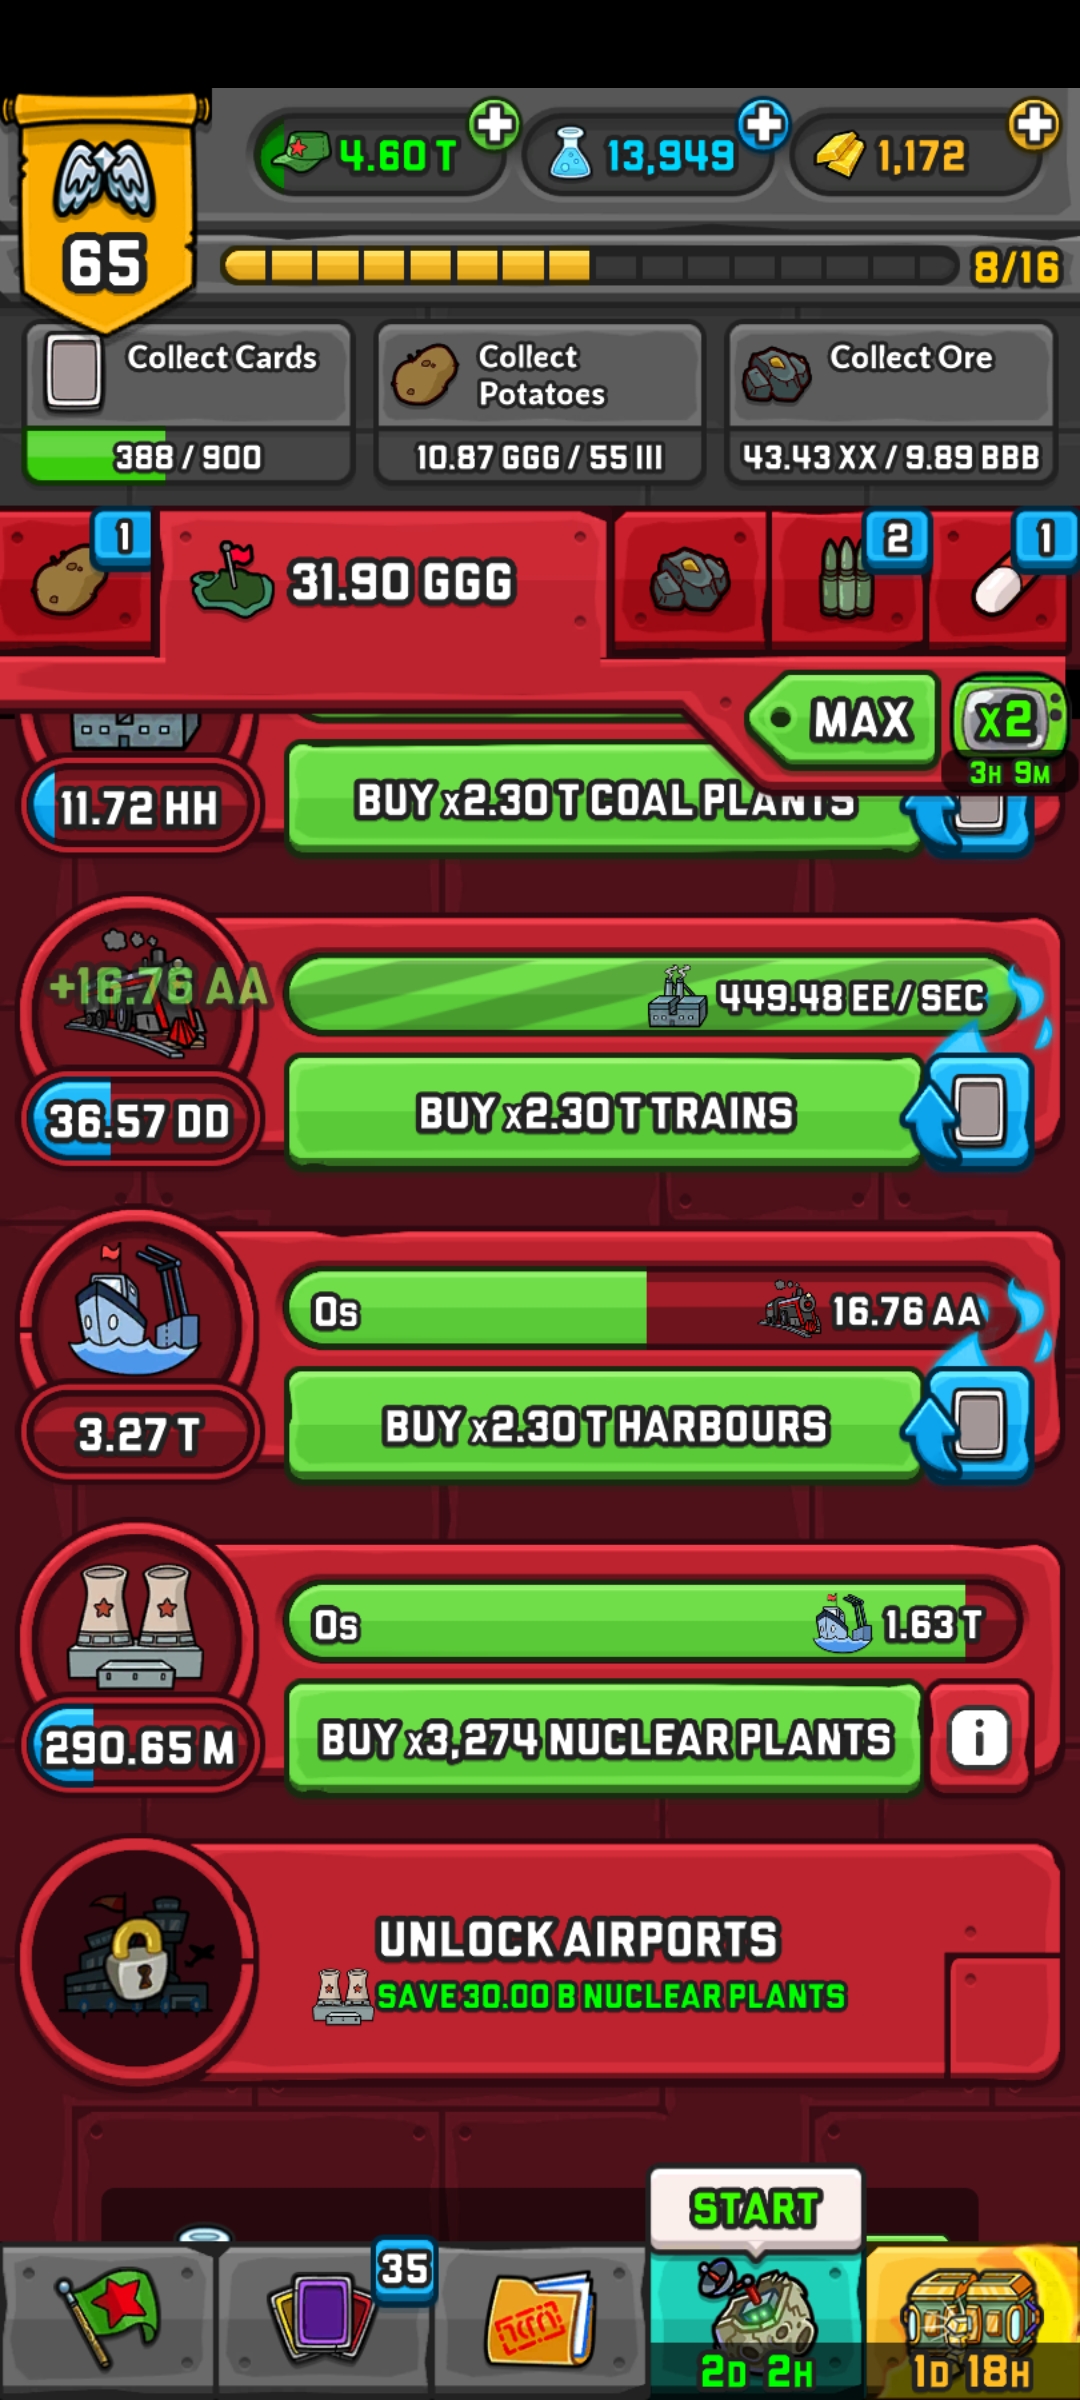 4.60 T
13,949
1,172
65
8/16
Collect Cards
388 / 900
Collect
Potatoes
10.87 GGG / 55 III
Collect Ore
43.43 XX / 9.89 BBB
1
31.90 GGG
2
1
MAX
x2
3H 9M
11.72 HH
BUY x2.30 T COAL PLANTS
+16.76 AA
449.48 EE / SEC
36.57 DD
BUY x2.30 T TRAINS
0s
16.76 AA
3.27 T
BUY x2.30 T HARBOURS
0s
1.63 T
290.65 M
BUY x3,274 NUCLEAR PLANTS
i
UNLOCK AIRPORTS
SAVE 30.00 B NUCLEAR PLANTS
START
35
2D 2H
1D 18H